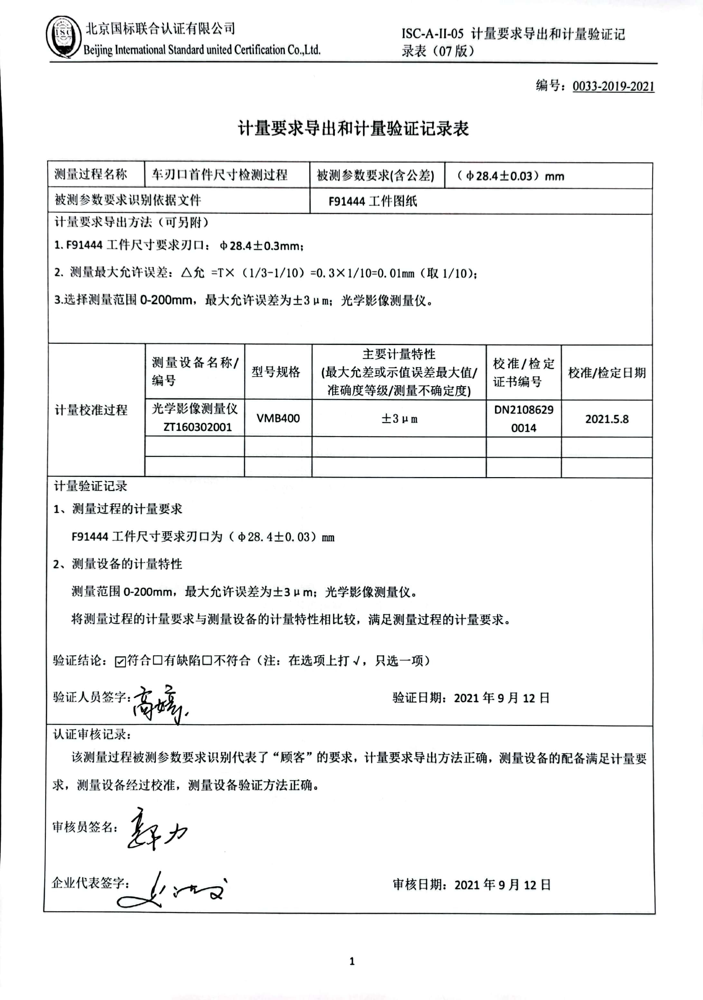 ISC
北京国标联合认证有限公司
Beijing International Standard united Certification Co.,Ltd.
ISC-A-II-05 计量要求导出和计量验证记
录表（07 版）
编号：0033-2019-2021
计量要求导出和计量验证记录表
测量过程名称 车刃口首件尺寸检测过程 被测参数要求(含公差) （φ28.4±0.03）mm
被测参数要求识别依据文件 F91444 工件图纸
计量要求导出方法（可另附）
1. F91444 工件尺寸要求刃口： φ28.4±0.3mm；
2. 测量最大允许误差：△允 =T×（1/3-1/10）=0.3×1/10=0.01mm（取 1/10）；
3.选择测量范围 0-200mm，最大允许误差为±3μm；光学影像测量仪。
计量校准过程
测量设备名称/
编号
型号规格
主要计量特性
(最大允差或示值误差最大值/
准确度等级/测量不确定度)
校准/检定
证书编号
校准/检定日期
光学影像测量仪
ZT160302001
VMB400
±3μm
DN2108629
0014
2021.5.8
计量验证记录
1、测量过程的计量要求
F91444 工件尺寸要求刃口为（φ28.4±0.03）mm
2、测量设备的计量特性
测量范围 0-200mm，最大允许误差为±3μm；光学影像测量仪。
将测量过程的计量要求与测量设备的计量特性相比较，满足测量过程的计量要求。
验证结论：☑符合□有缺陷□不符合（注：在选项上打√，只选一项）
验证人员签字：高婷
验证日期：2021 年 9 月 12 日
认证审核记录：
该测量过程被测参数要求识别代表了“顾客”的要求，计量要求导出方法正确，测量设备的配备满足计量要
求，测量设备经过校准，测量设备验证方法正确。
审核员签名：
企业代表签字：
审核日期：2021 年 9 月 12 日
1